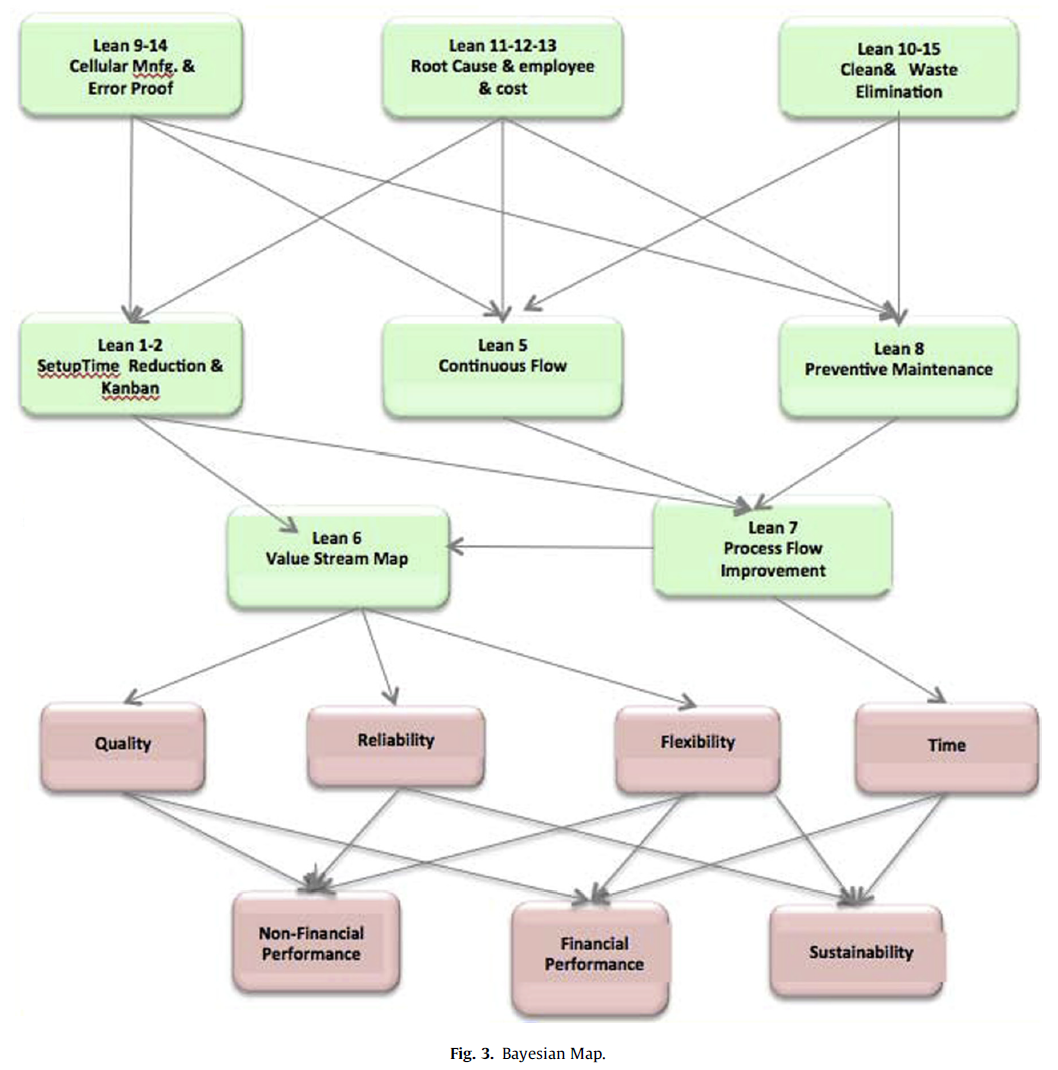 Lean 9-14
Cellular Mnfg. &
Error Proof
Lean 11-12-13
Root Cause & employee
& cost
Lean 10-15
Clean& Waste
Elimination
Lean 1-2
SetupTime Reduction &
Kanban
Lean 5
Continuous Flow
Lean 8
Preventive Maintenance
Lean 6
Value Stream Map
Lean 7
Process Flow
Improvement
Quality
Reliability
Flexibility
Time
Non-Financial
Performance
Financial
Performance
Sustainability
Fig. 3. Bayesian Map.